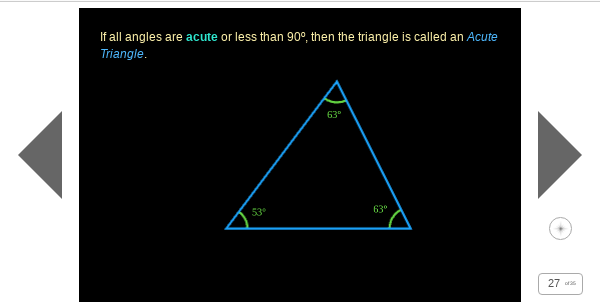 If all angles are acute or less than 90º, then the triangle is called an Acute
Triangle.
63°
53°
63°
27 of 35